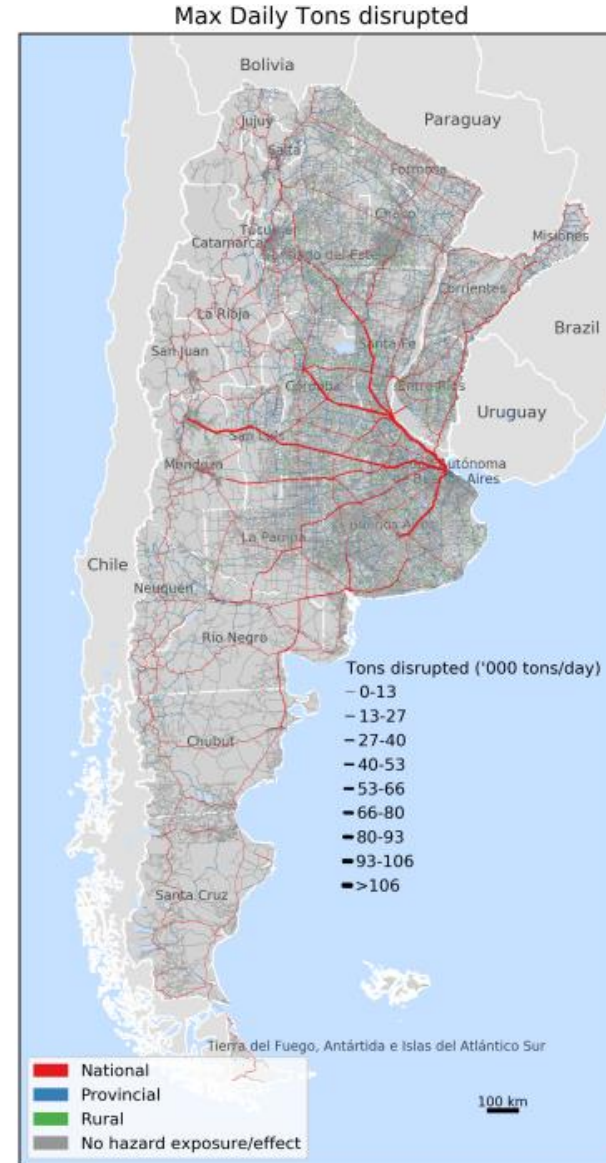 Max Daily Tons disrupted
Bolivia
Paraguay
Jujuy
Salta
Formosa
Chaco
Catamarca
Misiones
Corrientes
La Rioja
Brazil
Santa Fe
San Juan
Córdoba
Entre Ríos
Uruguay
San Luis
Autónoma
Aires
Mendoza
La Pampa
Chile
Neuquén
Río Negro
Tons disrupted ('000 tons/day)
0-13
13-27
27-40
Chubut
40-53
53-66
66-80
80-93
93-106
>106
Santa Cruz
Tierra del Fuego, Antártida e Islas del Atlántico Sur
National
Provincial
Rural
No hazard exposure/effect
100 km